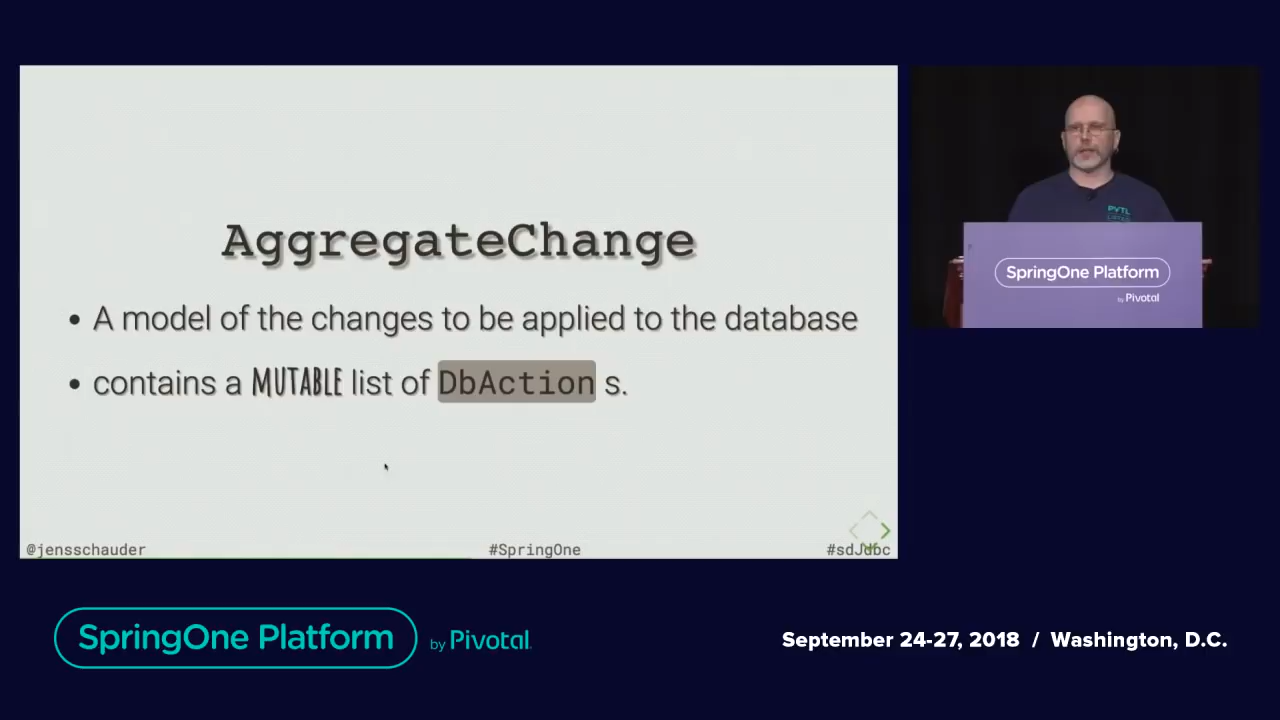 AggregateChange
• A model of the changes to be applied to the database
• contains a MUTABLE list of DbAction s.
@jensschauder
#SpringOne
#sdJdbc
PVTL
SpringOne Platform
by Pivotal
SpringOne Platform by Pivotal.
September 24-27, 2018 / Washington, D.C.